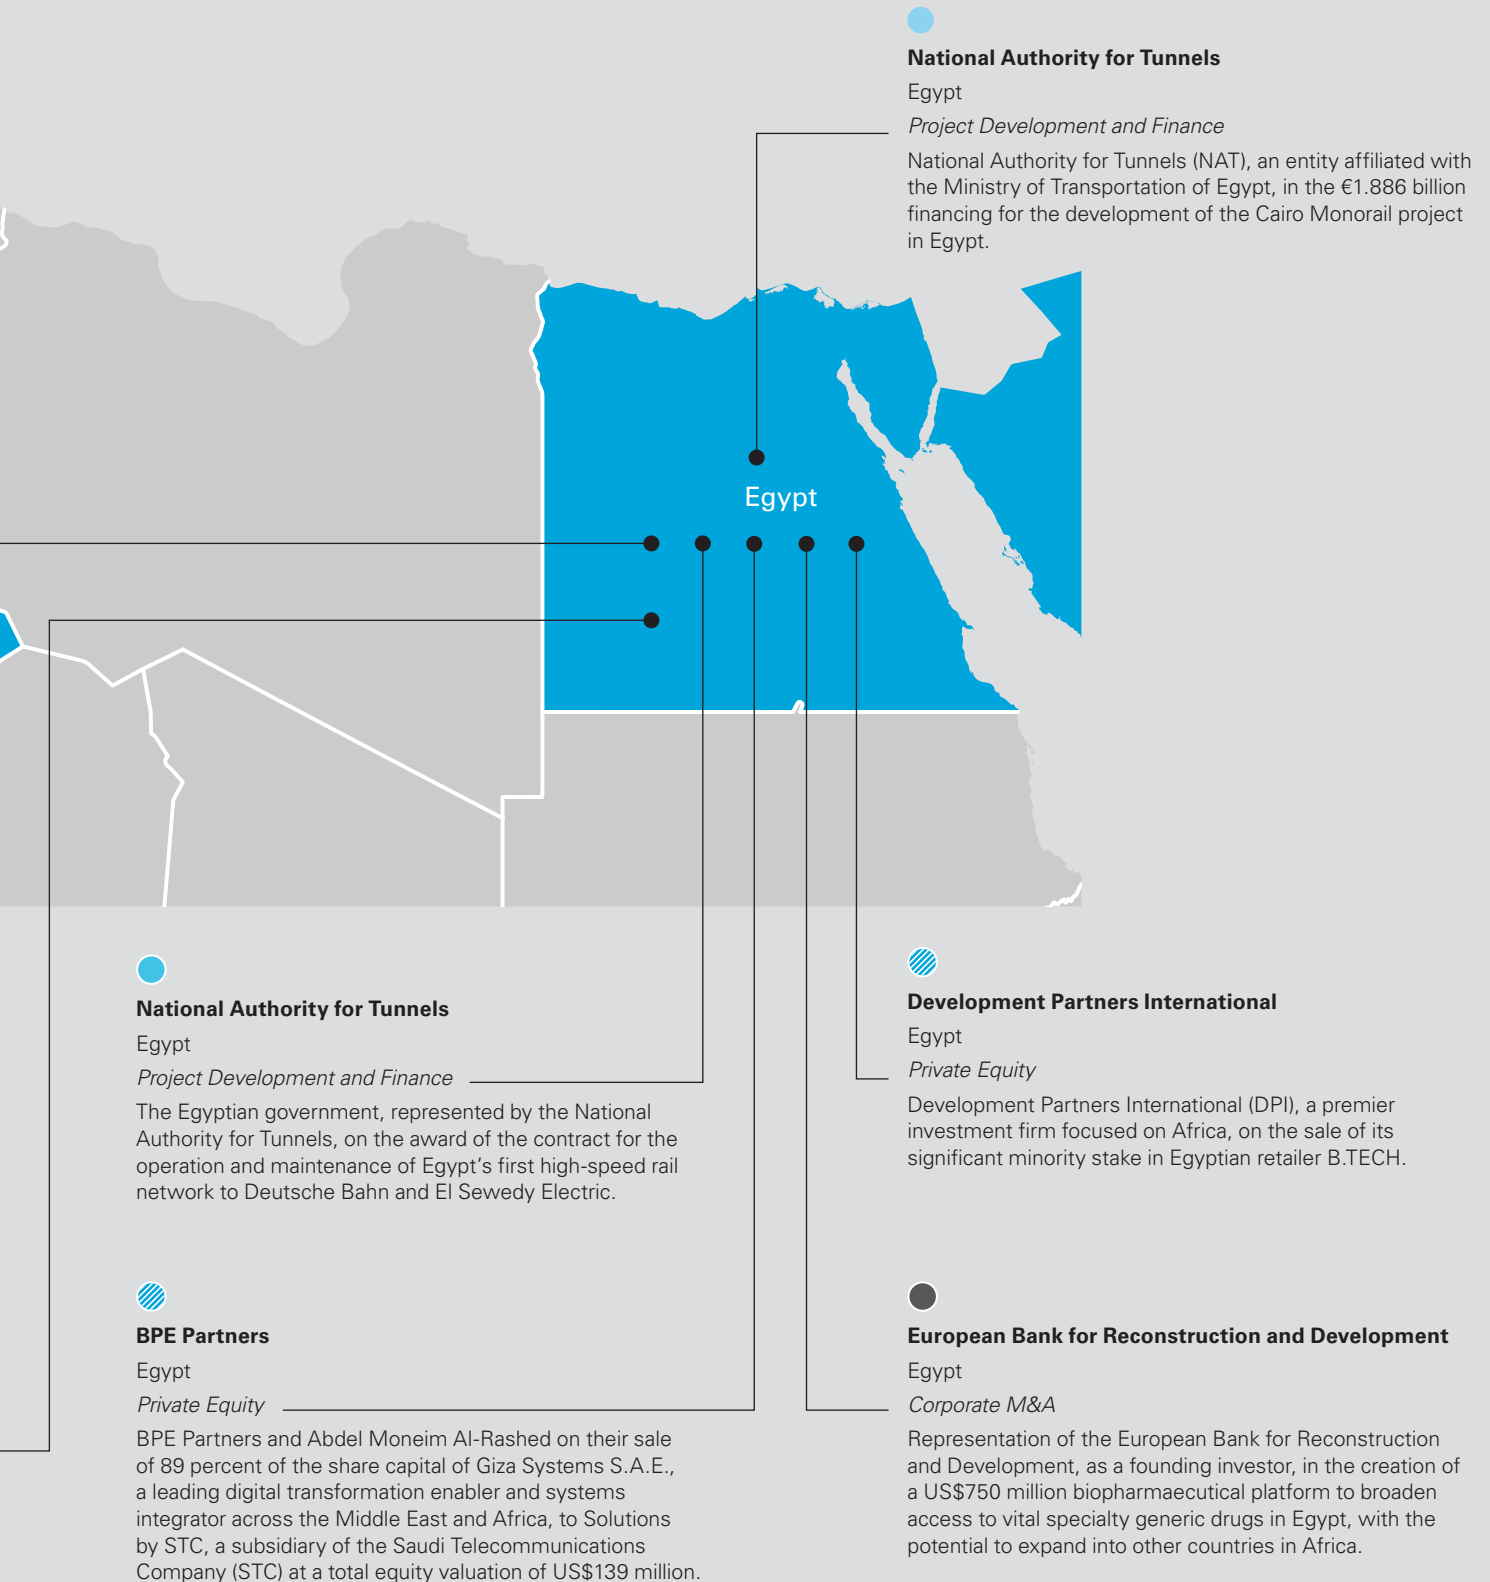 National Authority for Tunnels
Egypt
Project Development and Finance
National Authority for Tunnels (NAT), an entity affiliated with
the Ministry of Transportation of Egypt, in the €1.886 billion
financing for the development of the Cairo Monorail project
in Egypt.
Egypt
National Authority for Tunnels
Egypt
Project Development and Finance
The Egyptian government, represented by the National
Authority for Tunnels, on the award of the contract for the
operation and maintenance of Egypt’s first high-speed rail
network to Deutsche Bahn and El Sewedy Electric.
BPE Partners
Egypt
Private Equity
BPE Partners and Abdel Moneim Al-Rashed on their sale
of 89 percent of the share capital of Giza Systems S.A.E.,
a leading digital transformation enabler and systems
integrator across the Middle East and Africa, to Solutions
by STC, a subsidiary of the Saudi Telecommunications
Company (STC) at a total equity valuation of US$139 million.
Development Partners International
Egypt
Private Equity
Development Partners International (DPI), a premier
investment firm focused on Africa, on the sale of its
significant minority stake in Egyptian retailer B.TECH.
European Bank for Reconstruction and Development
Egypt
Corporate M&A
Representation of the European Bank for Reconstruction
and Development, as a founding investor, in the creation of
a US$750 million biopharmaecutical platform to broaden
access to vital specialty generic drugs in Egypt, with the
potential to expand into other countries in Africa.